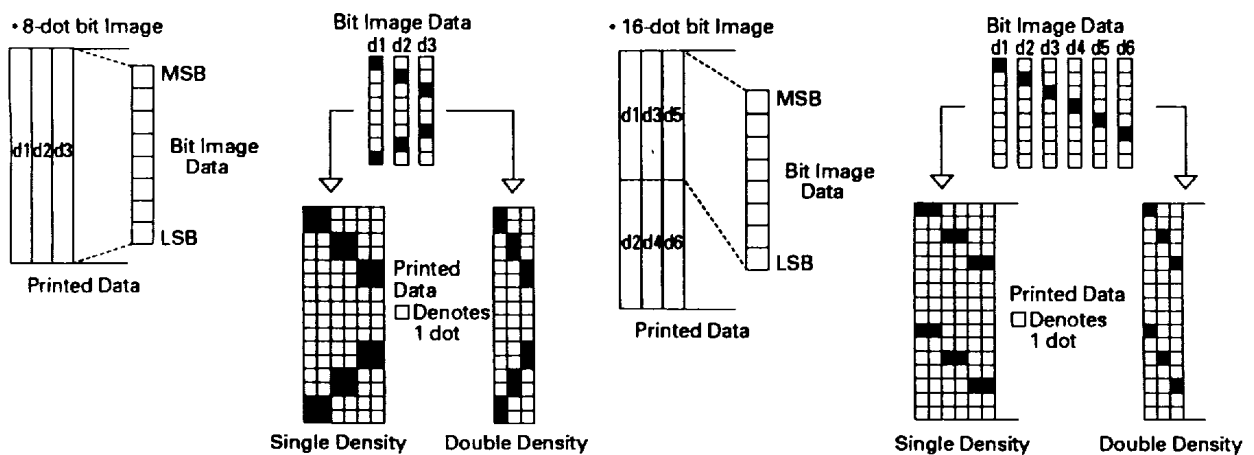 • 8-dot bit Image
d1 d2 d3
MSB
Bit Image
Data
LSB
Printed Data
Bit Image Data
d1 d2 d3
Printed
Data
□Denotes
1 dot
Single Density
Double Density
• 16-dot bit Image
d1 d3 d5
d2 d4 d6
MSB
Bit Image
Data
LSB
Printed Data
Bit Image Data
d1 d2 d3 d4 d5 d6
Printed Data
□Denotes
1 dot
Single Density
Double Density